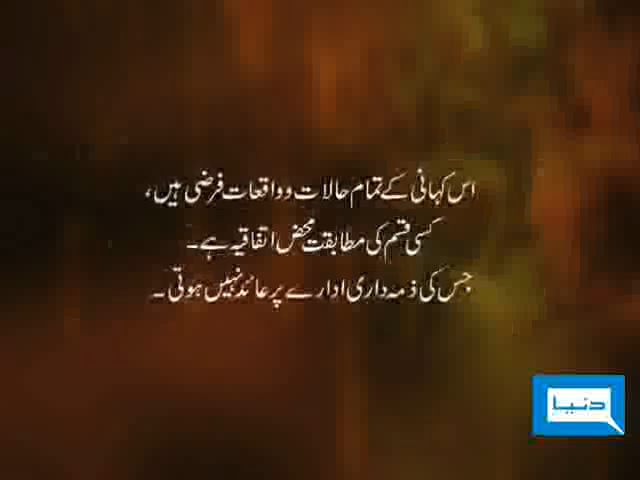 اس کہانی کے تمام حالات و واقعات فرضی ہیں،
کسی قسم کی مطابقت محض اتفاقیہ ہے۔
جس کی ذمہ داری ادارے پر عائد نہیں ہوتی۔
دنیا